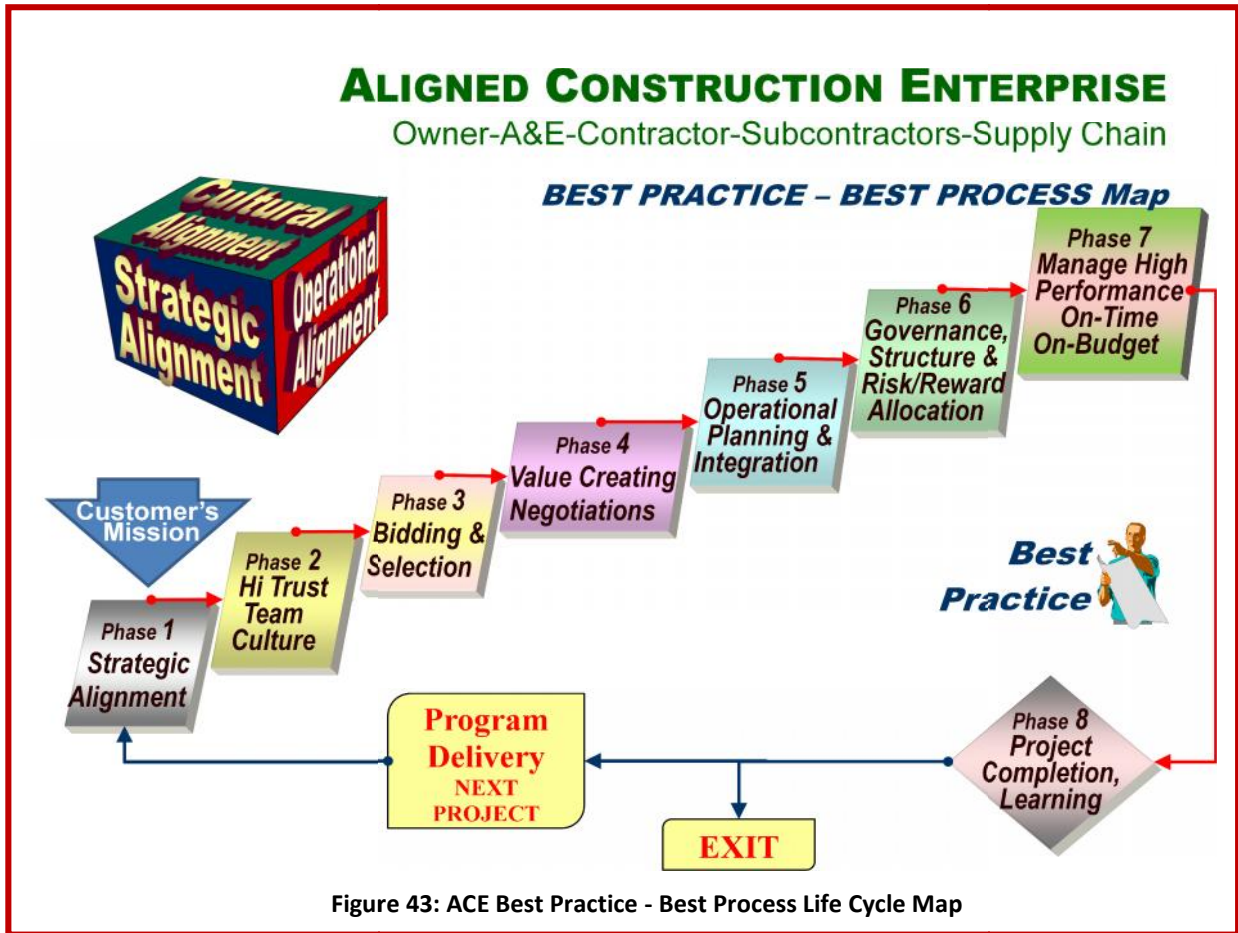 ALIGNED CONSTRUCTION ENTERPRISE
Owner-A&E-Contractor-Subcontractors-Supply Chain
BEST PRACTICE – BEST PROCESS Map
Cultural
Alignment
Strategic
Alignment
Operational
Alignment
Customer's
Mission
Phase 1
Strategic
Alignment
Phase 2
Hi Trust
Team
Culture
Phase 3
Bidding &
Selection
Phase 4
Value Creating
Negotiations
Phase 5
Operational
Planning &
Integration
Phase 6
Governance,
Structure &
Risk/Reward
Allocation
Phase 7
Manage High
Performance
On-Time
On-Budget
Best
Practice
Phase 8
Project
Completion,
Learning
Program
Delivery
NEXT
PROJECT
EXIT
Figure 43: ACE Best Practice - Best Process Life Cycle Map